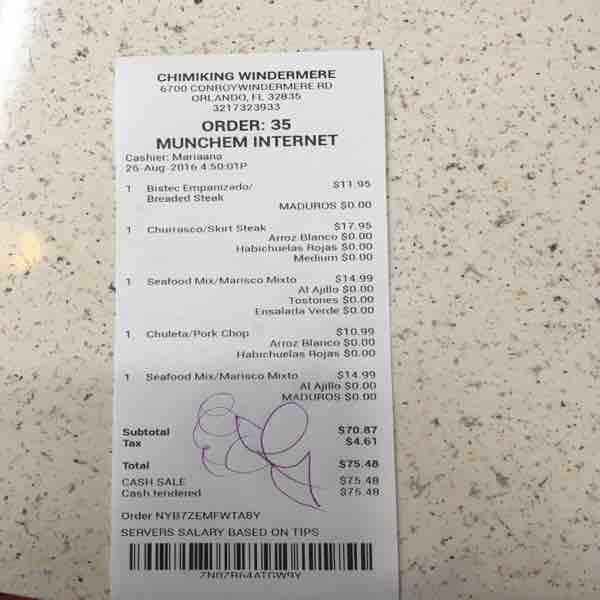 CHIMIKING WINDERMERE
6700 CONROYWINDERMERE RD
ORLANDO, FL 32835
3217323933
ORDER: 35
MUNCHEM INTERNET
Cashier: Mariaana
26-Aug-2016 4:50:01P
1 Bistec Empanizado/ $11.95
Breaded Steak
MADUROS $0.00
1 Churrasco/Skirt Steak $17.95
Arroz Blanco $0.00
Habichuelas Rojas $0.00
Medium $0.00
1 Seafood Mix/Marisco Mixto $14.99
Al Ajillo $0.00
Tostones $0.00
Ensalada Verde $0.00
1 Chuleta/Pork Chop $10.99
Arroz Blanco $0.00
Habichuelas Rojas $0.00
1 Seafood Mix/Marisco Mixto $14.99
Al Ajillo $0.00
MADUROS $0.00
Subtotal $70.87
Tax $4.61
Total $75.48
CASH SALE $75.48
Cash tendered $75.48
Order NYB7ZEMFWTA8Y
SERVERS SALARY BASED ON TIPS